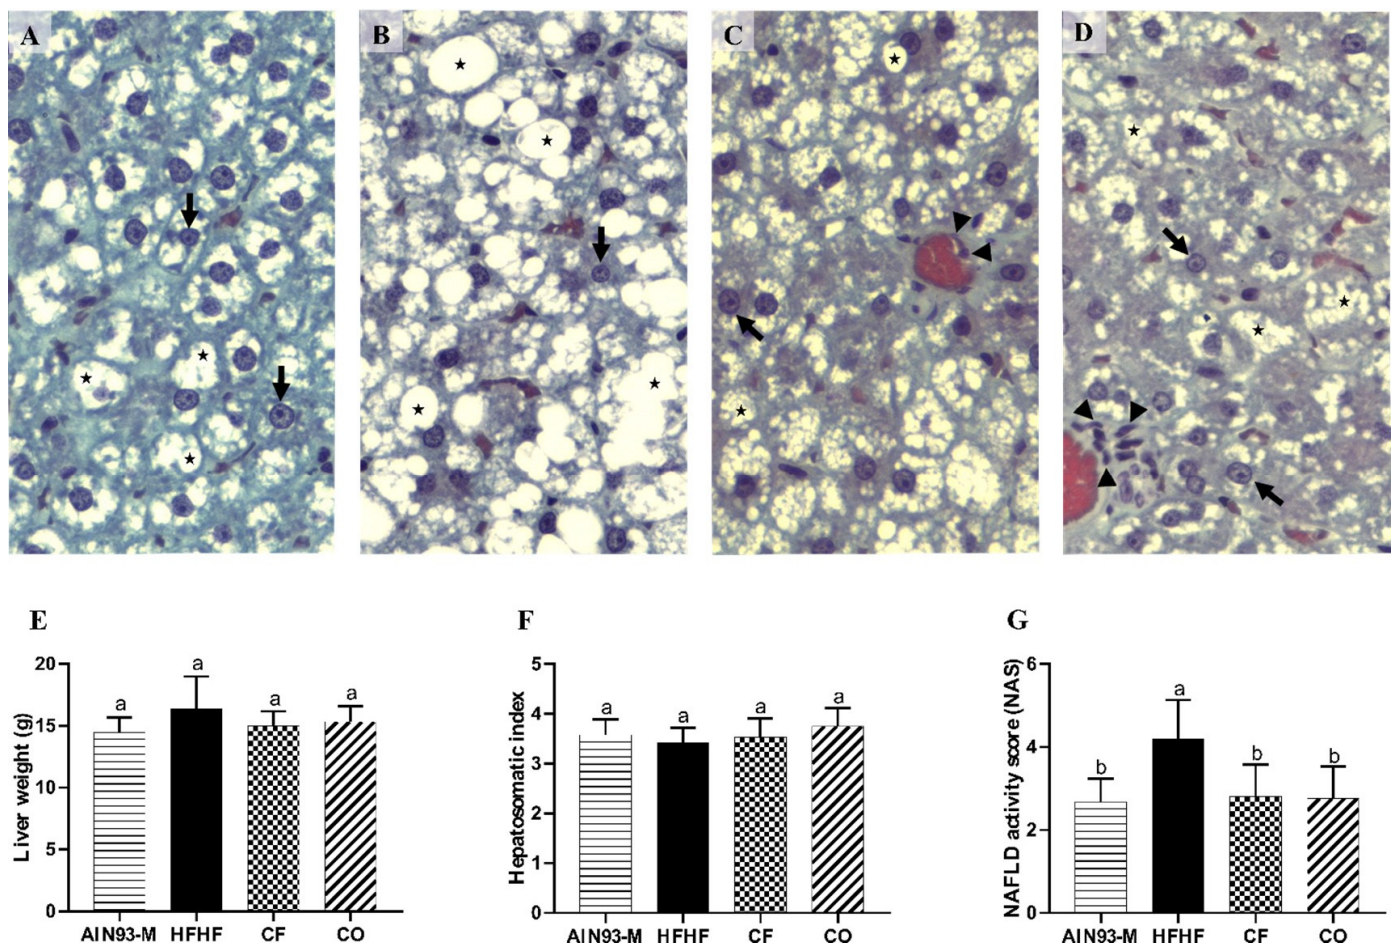 A
B
C
D
E
Liver weight (g)
20
15
10
5
0
a
a
a
a
AIN93-M
HFHF
CF
CO
F
Hepatosomatic index
5
4
3
2
1
0
a
a
a
a
AIN93-M
HFHF
CF
CO
G
NAFLD activity score (NAS)
6
4
2
0
b
a
b
b
AIN93-M
HFHF
CF
CO